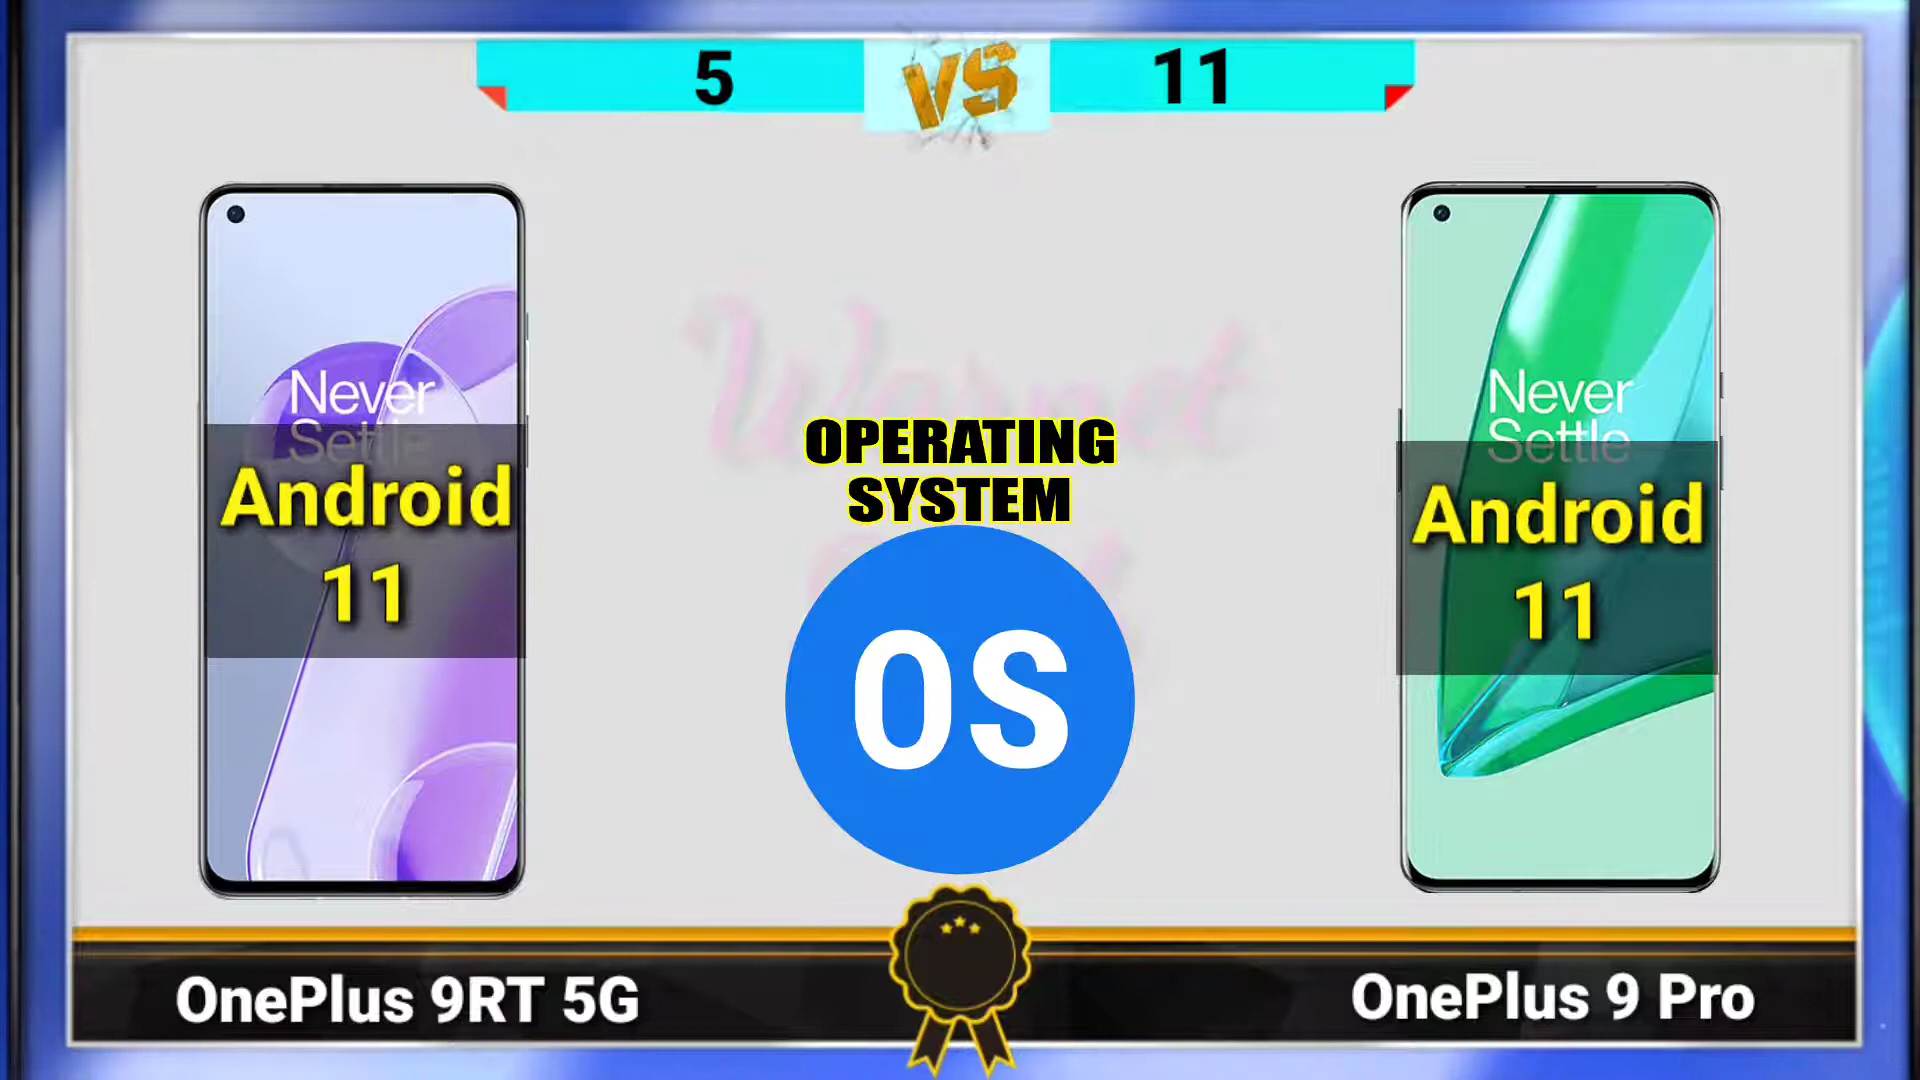 5 VS 11
Never
Settle
Android
11
OPERATING
SYSTEM
OS
Never
Settle
Android
11
OnePlus 9RT 5G
OnePlus 9 Pro